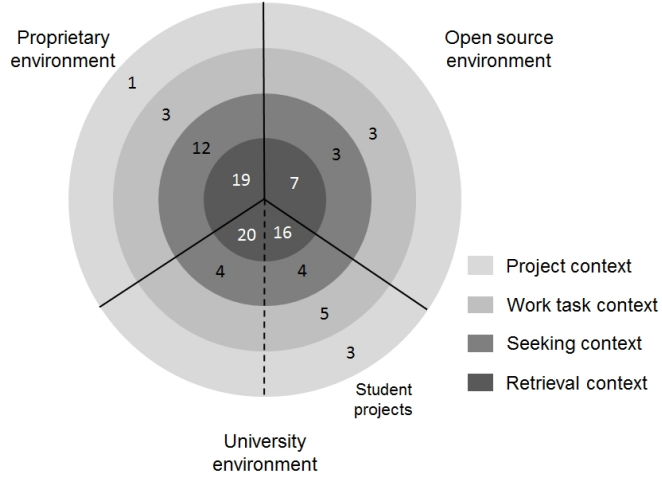 Proprietary
environment
Open source
environment
1
3
3
12
3
19
7
20
16
4
4
5
3
Project context
Work task context
Seeking context
Retrieval context
Student
projects
University
environment